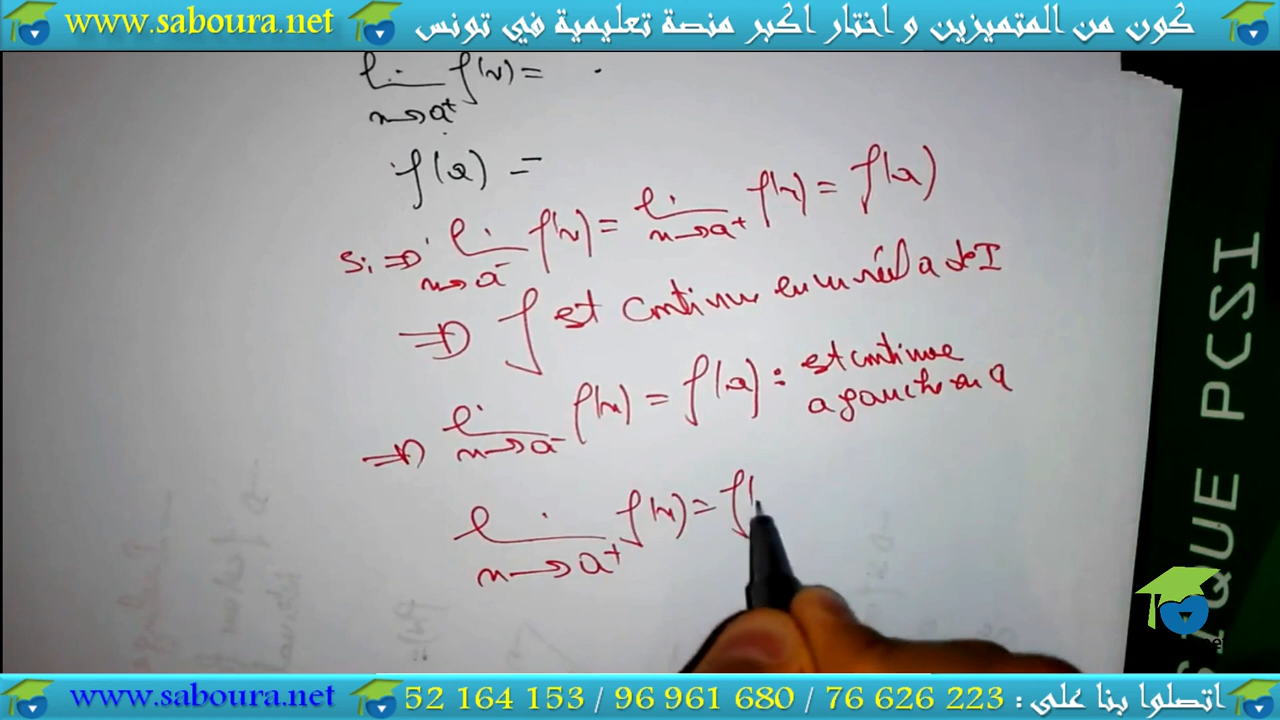 www.saboura.net كون من المتميزين و اختار اكبر منصة تعليمية في تونس
lim f(x) =
x→a⁺
f(a) =
Si ⇒ lim f(x) = lim f(x) = f(a)
x→a⁻ x→a⁺
⇒ f est continue en un réel a de I
⇒ lim f(x) = f(a) : est continue
x→a⁻ a gauche en a
lim f(x) = f(
x→a⁺
SIQUE PCSI
www.saboura.net اتصلوا بنا على : 52 164 153 / 96 961 680 / 76 626 223